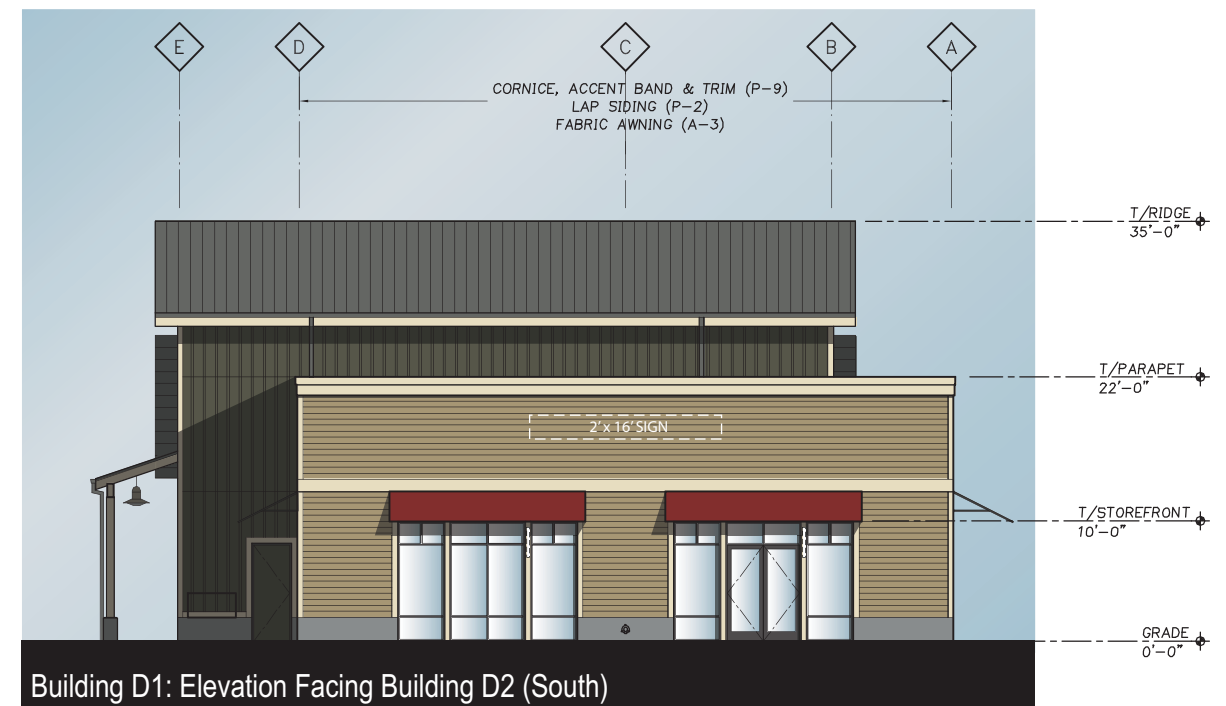 E D C B A
CORNICE, ACCENT BAND & TRIM (P-9)
LAP SIDING (P-2)
FABRIC AWNING (A-3)
T/RIDGE
35'-0"
T/PARAPET
22'-0"
2' x 16' SIGN
T/STOREFRONT
10'-0"
GRADE
0'-0"
Building D1: Elevation Facing Building D2 (South)